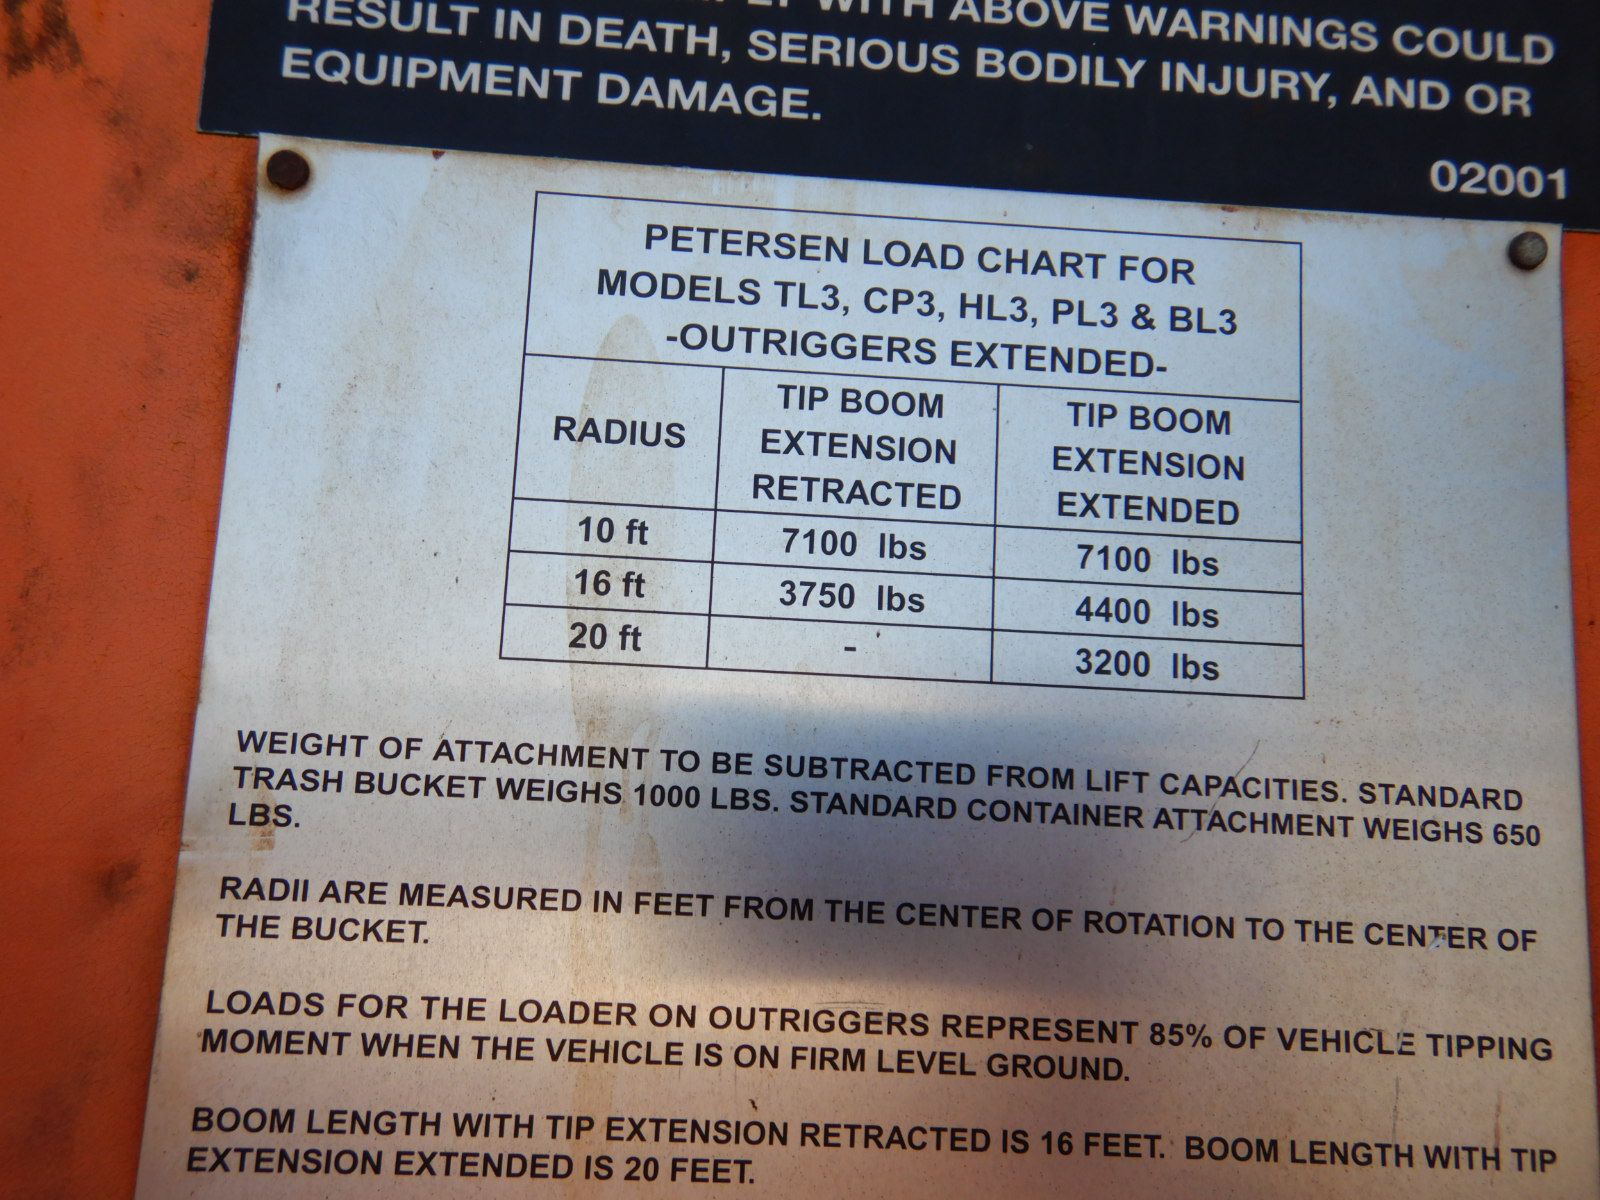 WITH ABOVE WARNINGS COULD
RESULT IN DEATH, SERIOUS BODILY INJURY, AND OR
EQUIPMENT DAMAGE.
02001
PETERSEN LOAD CHART FOR
MODELS TL3, CP3, HL3, PL3 & BL3
-OUTRIGGERS EXTENDED-
RADIUS
TIP BOOM
EXTENSION
RETRACTED
TIP BOOM
EXTENSION
EXTENDED
10 ft 7100 lbs 7100 lbs
16 ft 3750 lbs 4400 lbs
20 ft - 3200 lbs
WEIGHT OF ATTACHMENT TO BE SUBTRACTED FROM LIFT CAPACITIES. STANDARD
TRASH BUCKET WEIGHS 1000 LBS. STANDARD CONTAINER ATTACHMENT WEIGHS 650
LBS.
RADII ARE MEASURED IN FEET FROM THE CENTER OF ROTATION TO THE CENTER OF
THE BUCKET.
LOADS FOR THE LOADER ON OUTRIGGERS REPRESENT 85% OF VEHICLE TIPPING
MOMENT WHEN THE VEHICLE IS ON FIRM LEVEL GROUND.
BOOM LENGTH WITH TIP EXTENSION RETRACTED IS 16 FEET. BOOM LENGTH WITH TIP
EXTENSION EXTENDED IS 20 FEET.